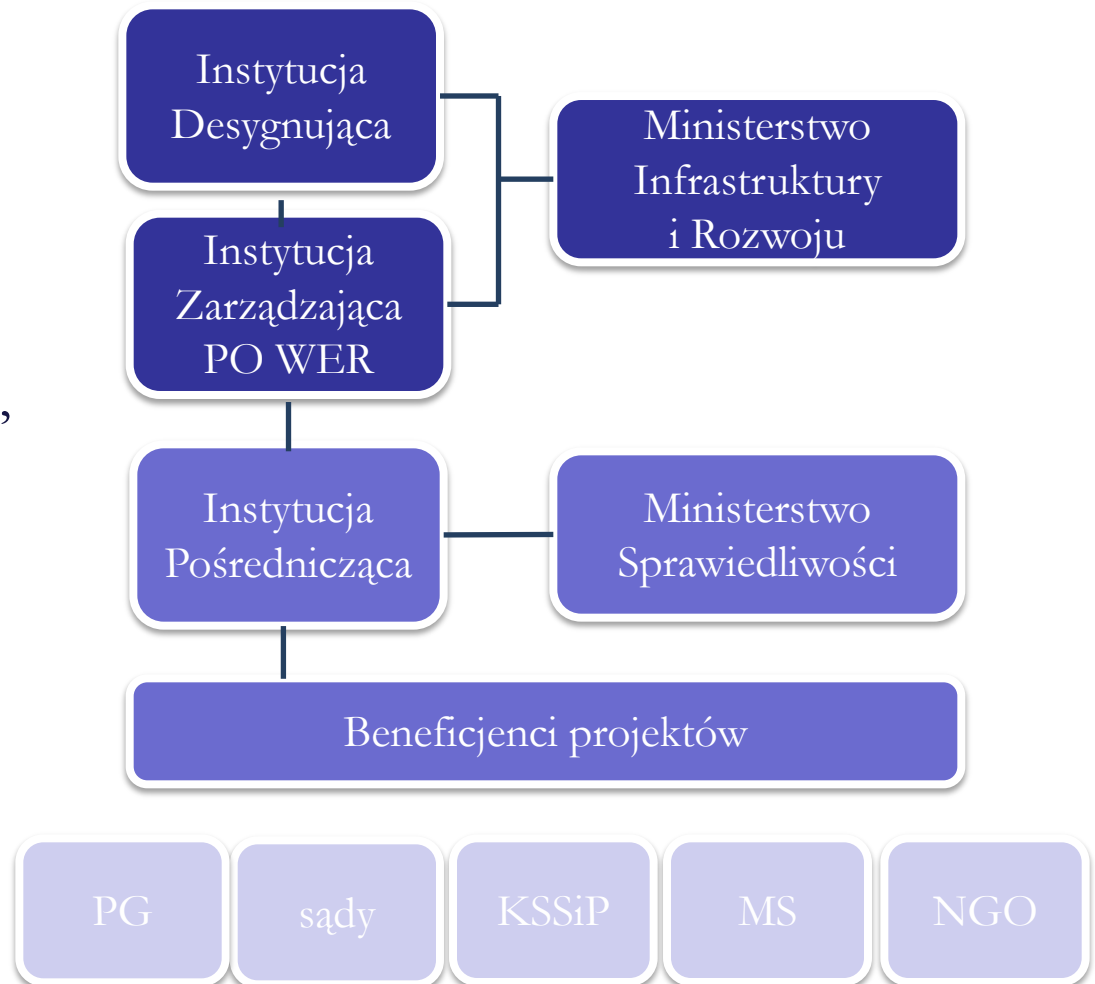 Instytucja
Desygnująca
Ministerstwo
Infrastruktury
i Rozwoju
Instytucja
Zarządzająca
PO WER
,
Instytucja
Pośrednicząca
Ministerstwo
Sprawiedliwości
Beneficjenci projektów
PG
sądy
KSSiP
MS
NGO